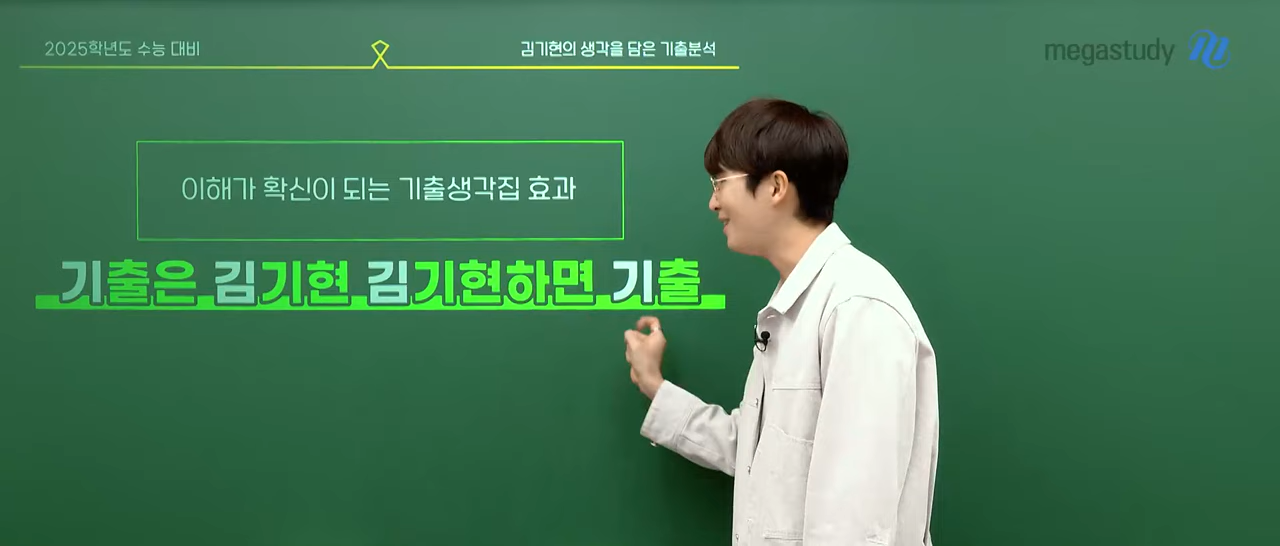 2025학년도 수능 대비
김기현의 생각을 담은 기출분석
megastudy
이해가 확신이 되는 기출생각집 효과
기출은 김기현 김기현하면 기출